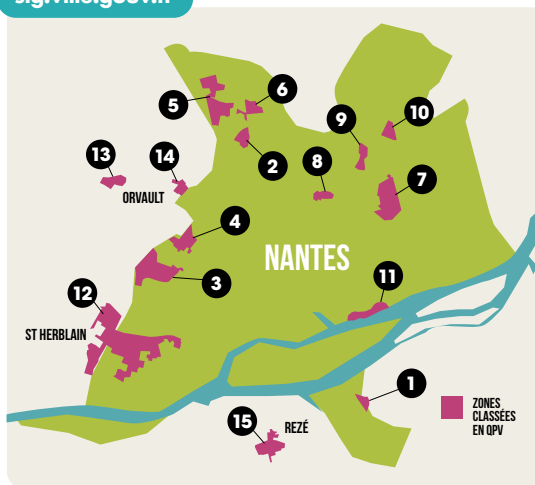 5
6
9
10
13
14
2
8
7
ORVAULT
4
NANTES
3
11
12
ST HERBLAIN
1
15
REZÉ
ZONES
CLASSÉES
EN QPV